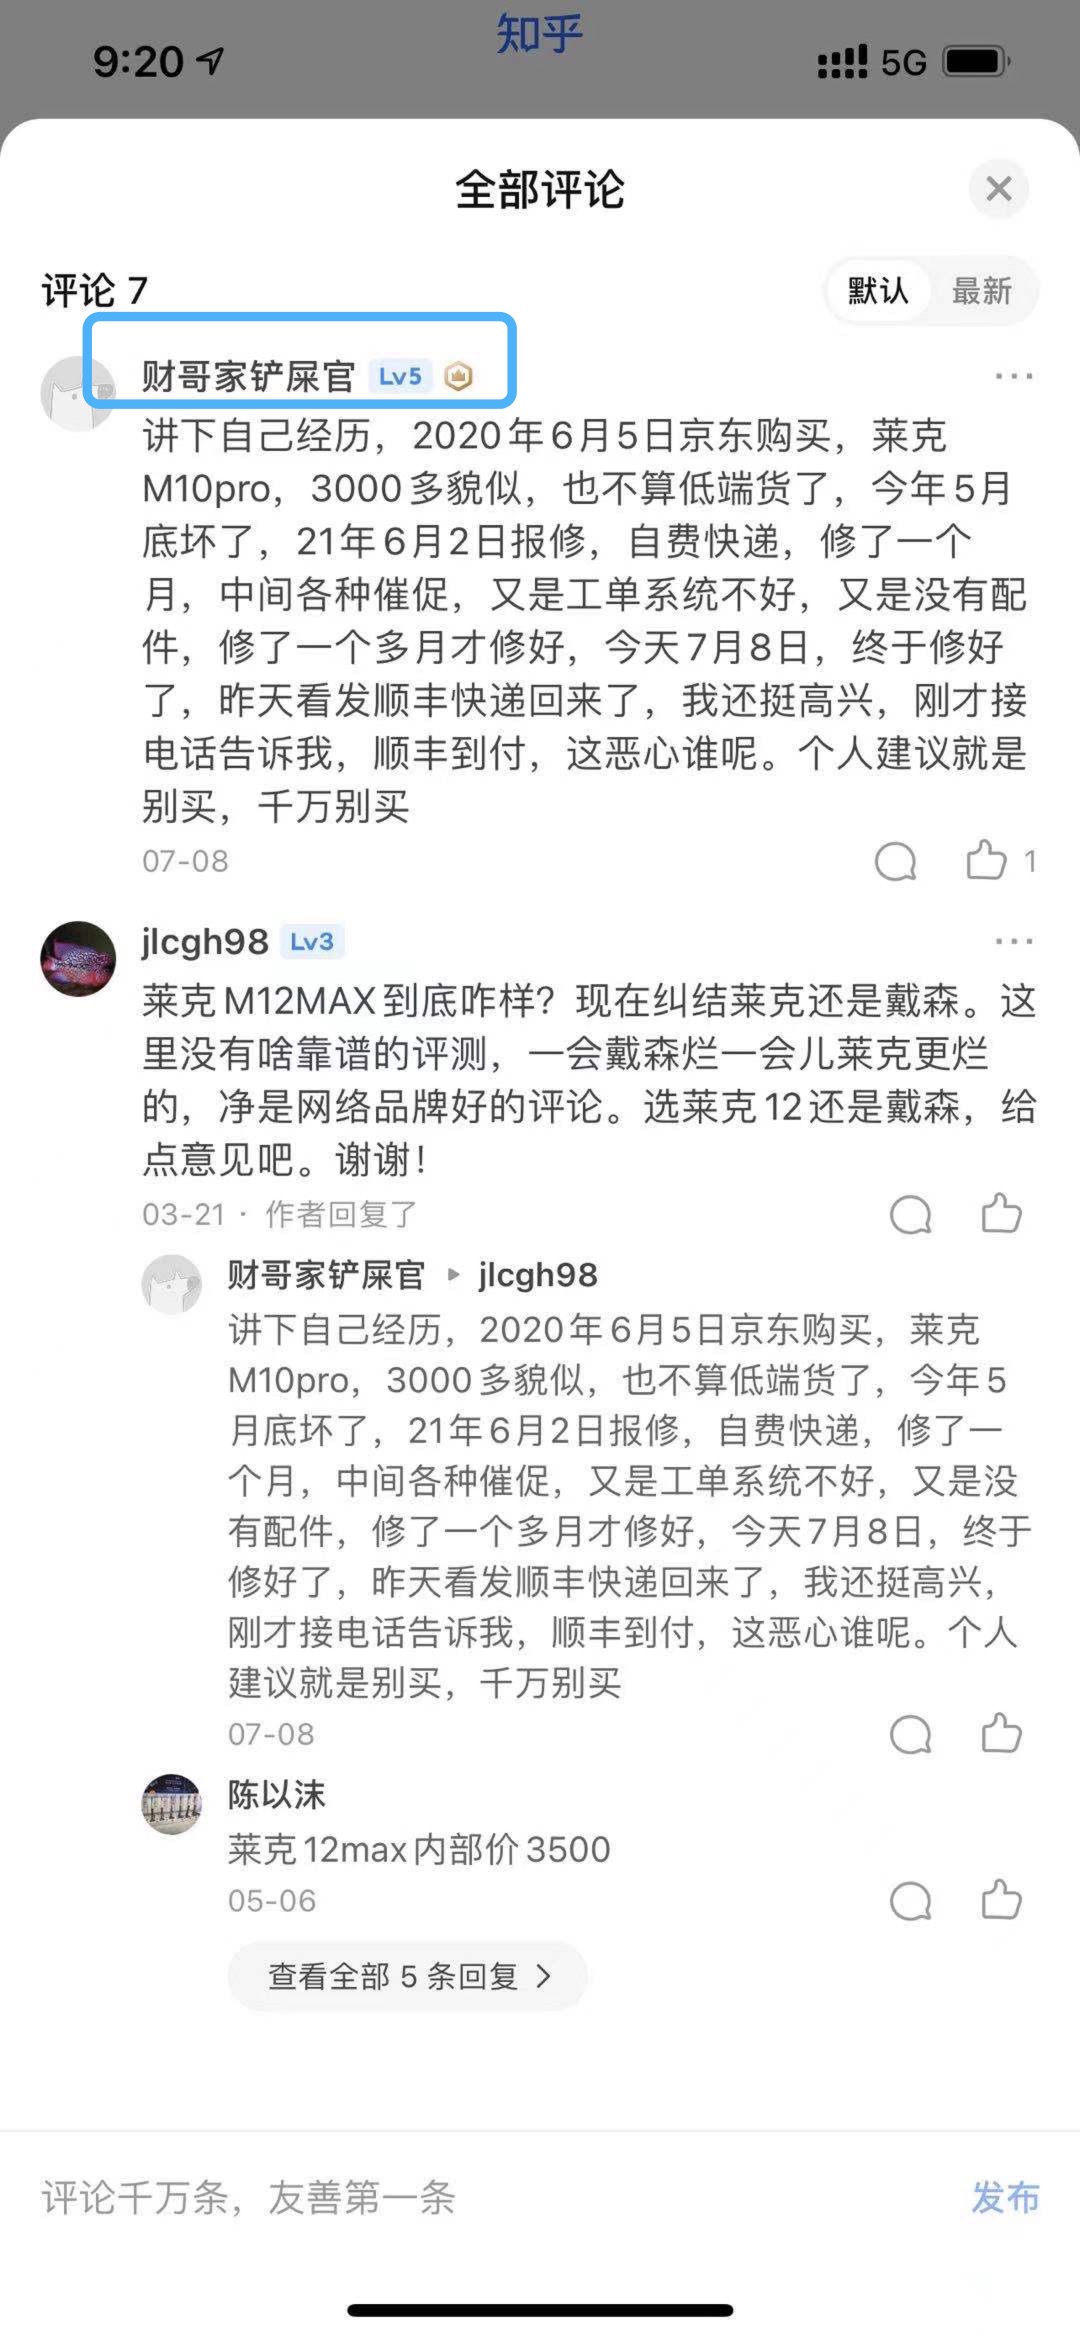 知乎
9:20
5G
全部评论
评论 7
默认 最新
财哥家铲屎官 Lv5
讲下自己经历，2020年6月5日京东购买，莱克
M10pro，3000多貌似，也不算低端货了，今年5月
底坏了，21年6月2日报修，自费快递，修了一个
月，中间各种催促，又是工单系统不好，又是没有配
件，修了一个多月才修好，今天7月8日，终于修好
了，昨天看发顺丰快递回来了，我还挺高兴，刚才接
电话告诉我，顺丰到付，这恶心谁呢。个人建议就是
别买，千万别买
07-08
1
jlcgh98 Lv3
莱克M12MAX到底咋样？现在纠结莱克还是戴森。这
里没有啥靠谱的评测，一会戴森烂一会儿莱克更烂
的，净是网络品牌好的评论。选莱克12还是戴森，给
点意见吧。谢谢！
03-21 · 作者回复了
财哥家铲屎官 ▸ jlcgh98
讲下自己经历，2020年6月5日京东购买，莱克
M10pro，3000多貌似，也不算低端货了，今年5
月底坏了，21年6月2日报修，自费快递，修了一
个月，中间各种催促，又是工单系统不好，又是没
有配件，修了一个多月才修好，今天7月8日，终于
修好了，昨天看发顺丰快递回来了，我还挺高兴，
刚才接电话告诉我，顺丰到付，这恶心谁呢。个人
建议就是别买，千万别买
07-08
陈以沫
莱克12max内部价3500
05-06
查看全部 5 条回复 >
评论千万条，友善第一条
发布